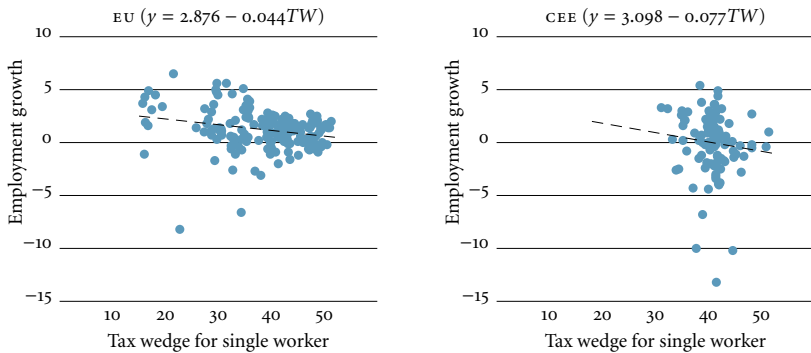 EU (y = 2.876 – 0.044TW)
10
5
0
–5
–10
–15
Employment growth
10 20 30 40 50
Tax wedge for single worker
CEE (y = 3.098 – 0.077TW)
10
5
0
–5
–10
–15
Employment growth
10 20 30 40 50
Tax wedge for single worker